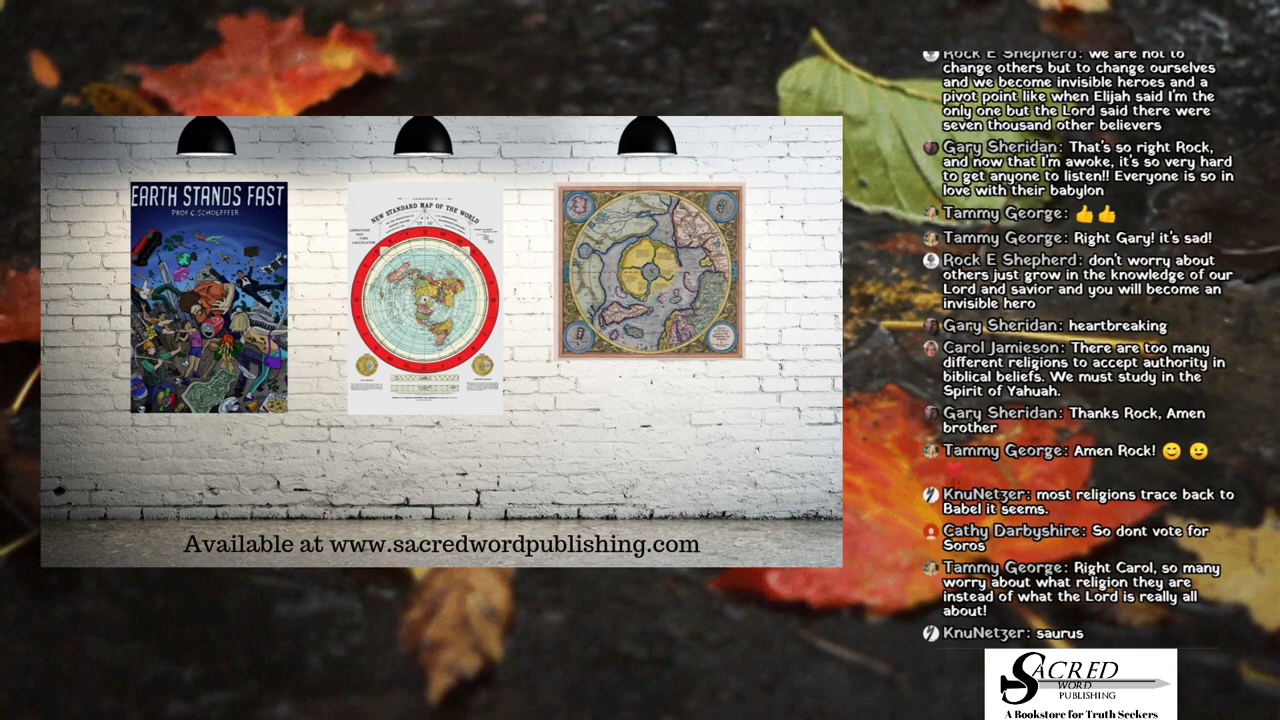 EARTH STANDS FAST
PROF C. SCHOEPFFER
GLEASON'S
NEW STANDARD MAP OF THE WORLD
LONGITUDE
AND
TIME
CALCULATOR
Available at www.sacredwordpublishing.com
Rock E Shepherd: we are not to
change others but to change ourselves
and we become invisible heroes and a
pivot point like when Elijah said I'm the
only one but the Lord said there were
seven thousand other believers
Gary Sheridan: That's so right Rock,
and now that I'm awoke, it's so very hard
to get anyone to listen!! Everyone is so in
love with their babylon
Tammy George: 👍👍
Tammy George: Right Gary! it's sad!
Rock E Shepherd: don't worry about
others just grow in the knowledge of our
Lord and savior and you will become an
invisible hero
Gary Sheridan: heartbreaking
Carol Jamieson: There are too many
different religions to accept authority in
biblical beliefs. We must study in the
Spirit of Yahuah.
Gary Sheridan: Thanks Rock, Amen
brother
Tammy George: Amen Rock! 😊 😉
❤️
KnuNetʒer: most religions trace back to
Babel it seems.
Cathy Darbyshire: So dont vote for
Soros
Tammy George: Right Carol, so many
worry about what religion they are
instead of what the Lord is really all
about!
KnuNetʒer: saurus
SACRED
WORD
PUBLISHING
A Bookstore for Truth Seekers